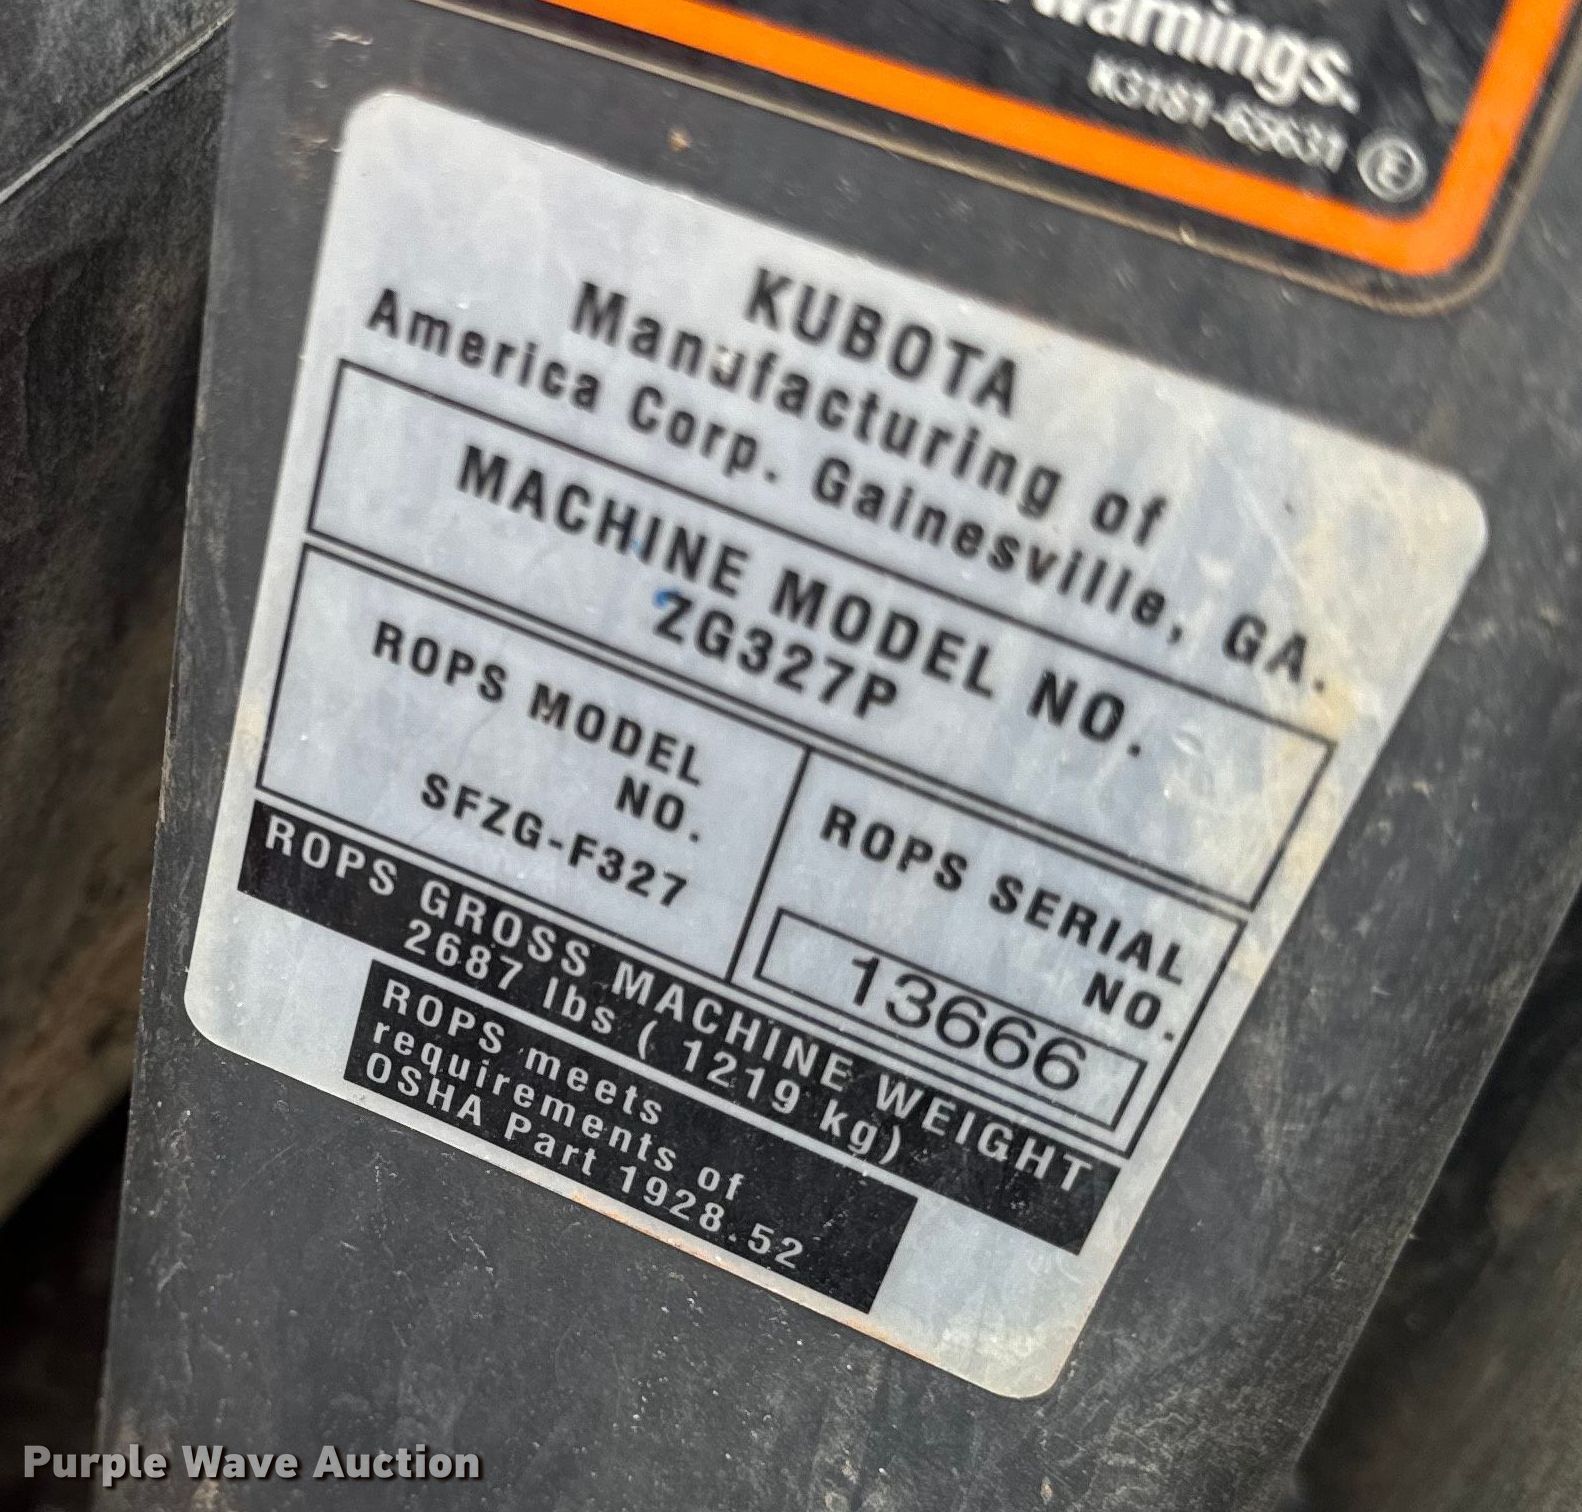 warnings.
K3181-65631 E
KUBOTA
Manufacturing of
America Corp. Gainesville, GA.
MACHINE MODEL NO.
ZG327P
ROPS MODEL
NO.
SFZG-F327
ROPS SERIAL
NO.
13666
ROPS GROSS MACHINE WEIGHT
2687 lbs ( 1219 kg)
ROPS meets
requirements of
OSHA Part 1928.52
Purple Wave Auction